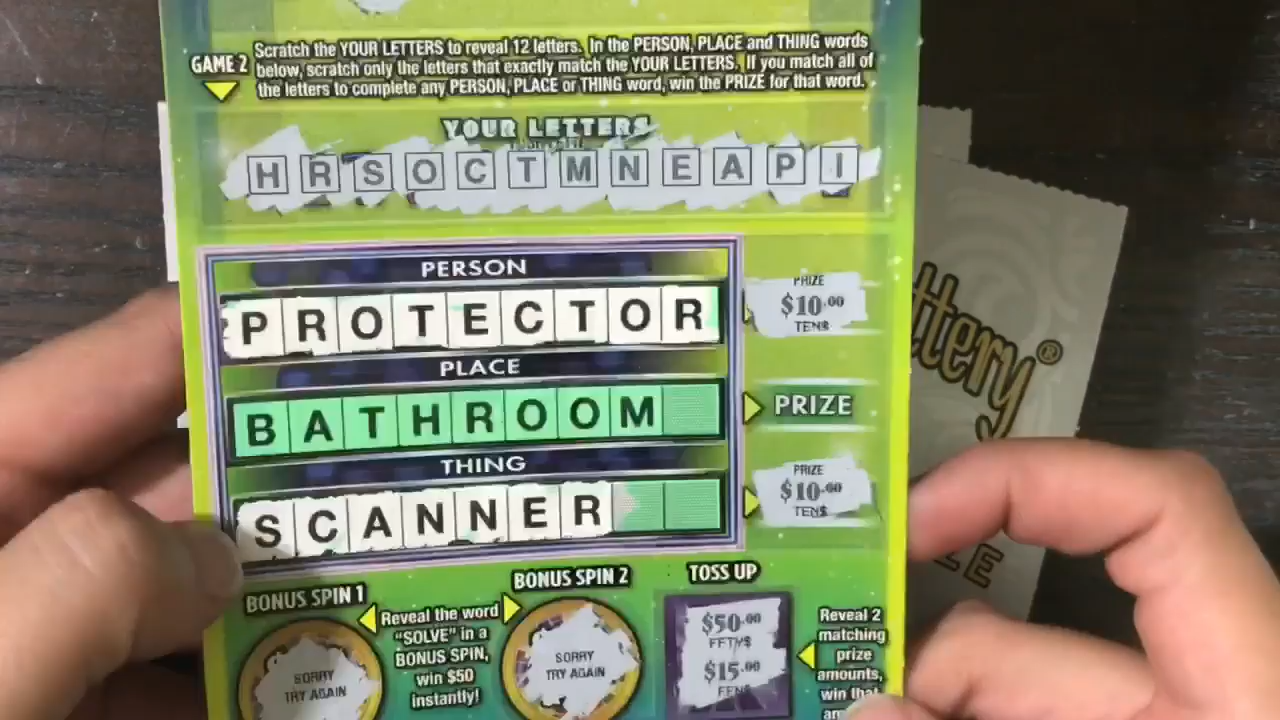 Scratch the YOUR LETTERS to reveal 12 letters. In the PERSON, PLACE and THING words
GAME 2 below, scratch only the letters that exactly match the YOUR LETTERS. If you match all of
the letters to complete any PERSON, PLACE or THING word, win the PRIZE for that word.
YOUR LETTERS
H R S O C T M N E A P I
PERSON
PROTECTOR
PRIZE
$10.00
TEN$
PLACE
BATHROOM
PRIZE
THING
SCANNER
PRIZE
$10.00
TEN$
BONUS SPIN 1
SORRY
TRY AGAIN
Reveal the word
"SOLVE" in a
BONUS SPIN,
win $50
instantly!
BONUS SPIN 2
SORRY
TRY AGAIN
TOSS UP
$50.00
FFTY$
$15.00
Reveal 2
matching
prize
amounts,
win that
ttery®